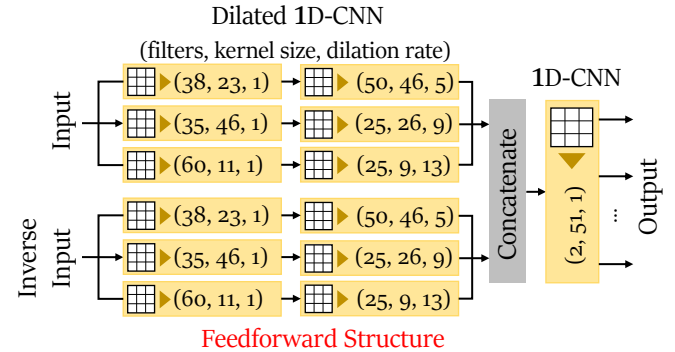 Dilated 1D-CNN
(filters, kernel size, dilation rate)
Input
(38, 23, 1)
(50, 46, 5)
(35, 46, 1)
(25, 26, 9)
(60, 11, 1)
(25, 9, 13)
Inverse
Input
(38, 23, 1)
(50, 46, 5)
(35, 46, 1)
(25, 26, 9)
(60, 11, 1)
(25, 9, 13)
Feedforward Structure
Concatenate
1D-CNN
(2, 51, 1)
...
Output